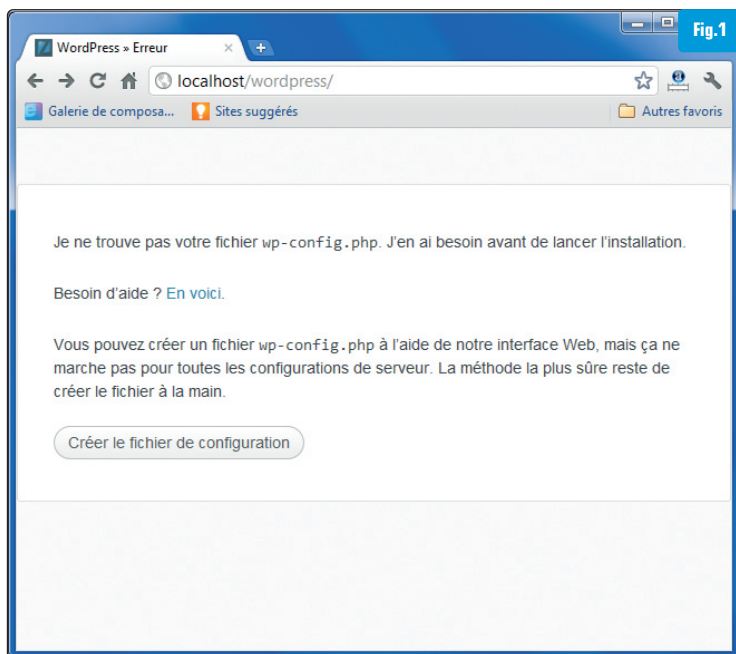 Fig.1
WordPress » Erreur
localhost/wordpress/
Galerie de composa...
Sites suggérés
Autres favoris
Je ne trouve pas votre fichier wp-config.php. J'en ai besoin avant de lancer l'installation.
Besoin d'aide ? En voici.
Vous pouvez créer un fichier wp-config.php à l'aide de notre interface Web, mais ça ne
marche pas pour toutes les configurations de serveur. La méthode la plus sûre reste de
créer le fichier à la main.
Créer le fichier de configuration